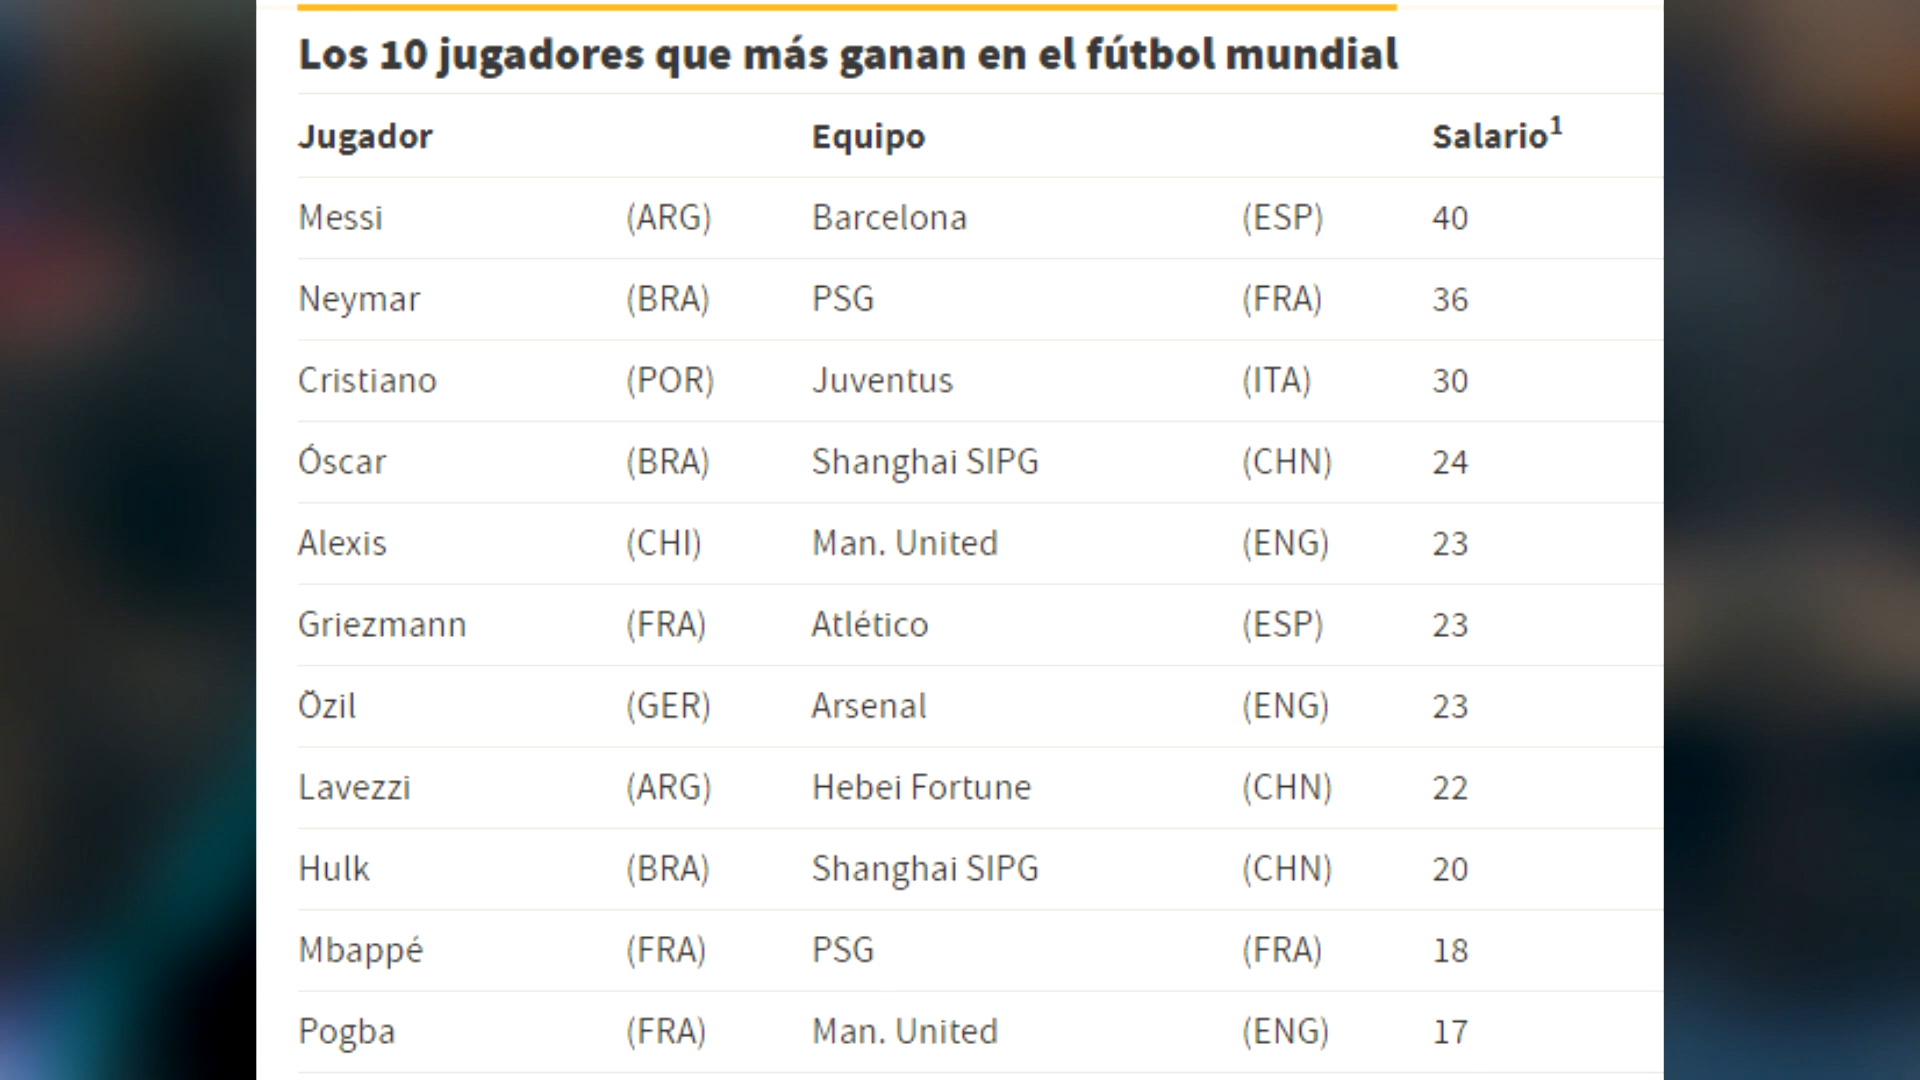 Los 10 jugadores que más ganan en el fútbol mundial
Jugador Equipo Salario¹
Messi (ARG) Barcelona (ESP) 40
Neymar (BRA) PSG (FRA) 36
Cristiano (POR) Juventus (ITA) 30
Óscar (BRA) Shanghai SIPG (CHN) 24
Alexis (CHI) Man. United (ENG) 23
Griezmann (FRA) Atlético (ESP) 23
Özil (GER) Arsenal (ENG) 23
Lavezzi (ARG) Hebei Fortune (CHN) 22
Hulk (BRA) Shanghai SIPG (CHN) 20
Mbappé (FRA) PSG (FRA) 18
Pogba (FRA) Man. United (ENG) 17